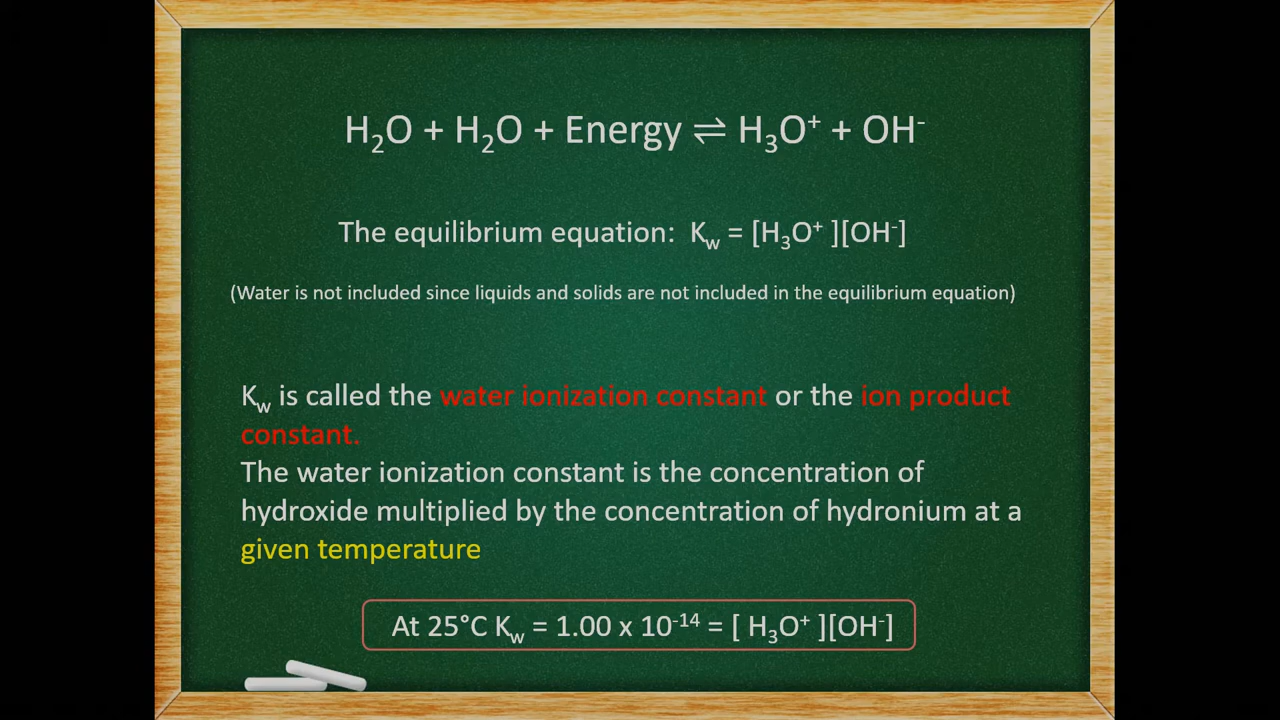 H₂O + H₂O + Energy ⇌ H₃O⁺ + OH⁻
The equilibrium equation: Kw = [H₃O⁺ ][OH⁻]
(Water is not included since liquids and solids are not included in the equilibrium equation)
Kw is called the water ionization constant or the ion product
constant.
The water ionization constant is the concentration of
hydroxide multiplied by the concentration of hydronium at a
given temperature
At 25°C Kw = 1.00 x 10⁻¹⁴ = [ H₃O⁺ ][OH⁻]